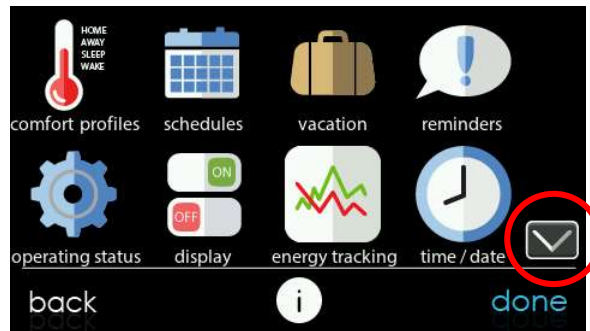 HOME
AWAY
SLEEP
WAKE
comfort profiles schedules vacation reminders
ON
OFF
operating status display energy tracking time / date
back i done